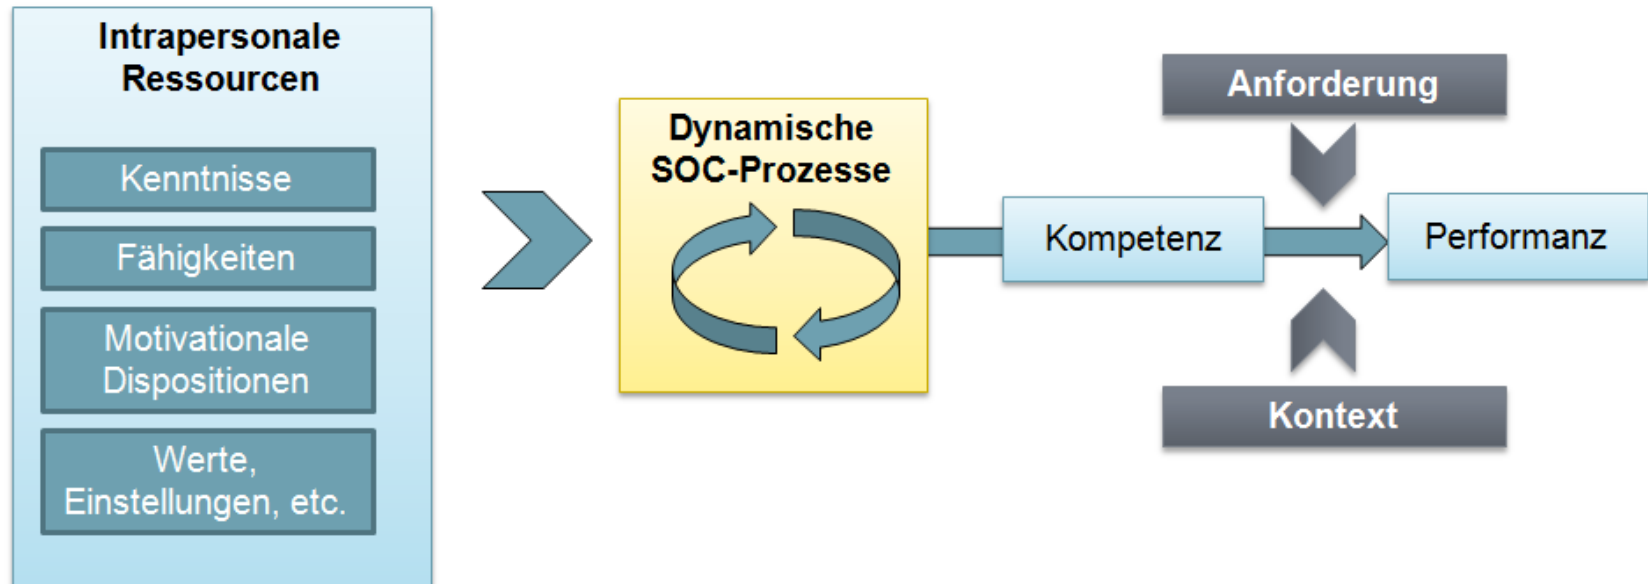 Intrapersonale
Ressourcen
Kenntnisse
Fähigkeiten
Motivationale
Dispositionen
Werte,
Einstellungen, etc.
Dynamische
SOC-Prozesse
Kompetenz
Anforderung
Kontext
Performanz